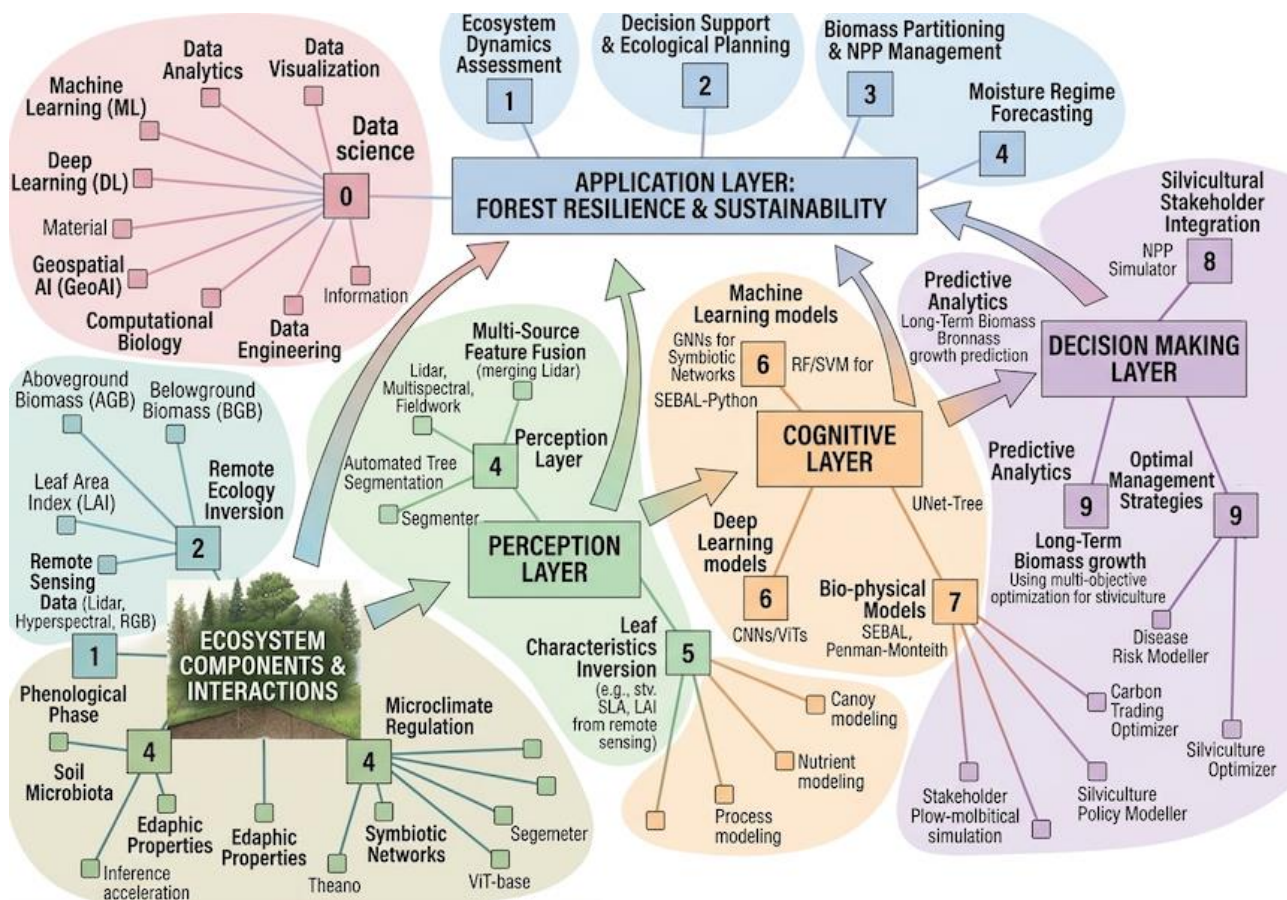 Ecosystem
Dynamics
Assessment
1
Decision Support
& Ecological Planning
2
Biomass Partitioning
& NPP Management
3
Moisture Regime
Forecasting
4
APPLICATION LAYER:
FOREST RESILIENCE & SUSTAINABILITY
Data
Analytics
Data
Visualization
Machine
Learning (ML)
Data
science
0
Deep
Learning (DL)
Material
Geospatial
AI (GeoAI)
Computational
Biology
Data
Engineering
Information
Aboveground
Biomass (AGB)
Belowground
Biomass (BGB)
Leaf Area
Index (LAI)
Remote
Ecology
Inversion
2
Remote
Sensing
Data (Lidar,
Hyperspectral, RGB)
1
ECOSYSTEM
COMPONENTS &
INTERACTIONS
Phenological
Phase
4
Soil
Microbiota
Edaphic
Properties
Inference
acceleration
Edaphic
Properties
Microclimate
Regulation
4
Symbiotic
Networks
Theano
Segemeter
ViT-base
Multi-Source
Feature Fusion
(merging Lidar)
Lidar,
Multispectral,
Fieldwork
4
Perception
Layer
Automated Tree
Segmentation
Segmenter
PERCEPTION
LAYER
Leaf
Characteristics
Inversion
(e.g., stv.
SLA, LAI
from remote
sensing)
5
Canoy
modeling
Nutrient
modeling
Process
modeling
Machine
Learning models
GNNs for
Symbiotic
Networks
6
RF/SVM for
SEBAL-Python
COGNITIVE
LAYER
UNet-Tree
Deep
Learning
models
6
CNNs/ViTs
Bio-physical
Models
SEBAL,
Penman-Monteith
7
Silvicultural
Stakeholder
Integration
NPP
Simulator
8
Predictive
Analytics
Long-Term Biomass
Bronnass
growth prediction
DECISION MAKING
LAYER
Predictive
Analytics
9
Long-Term
Biomass growth
Using multi-objective
optimization for stiviculture
Optimal
Management
Strategies
9
Disease
Risk Modeller
Carbon
Trading
Optimizer
Silviculture
Optimizer
Stakeholder
Plow-molbitical
simulation
Silviculture
Policy Modeller